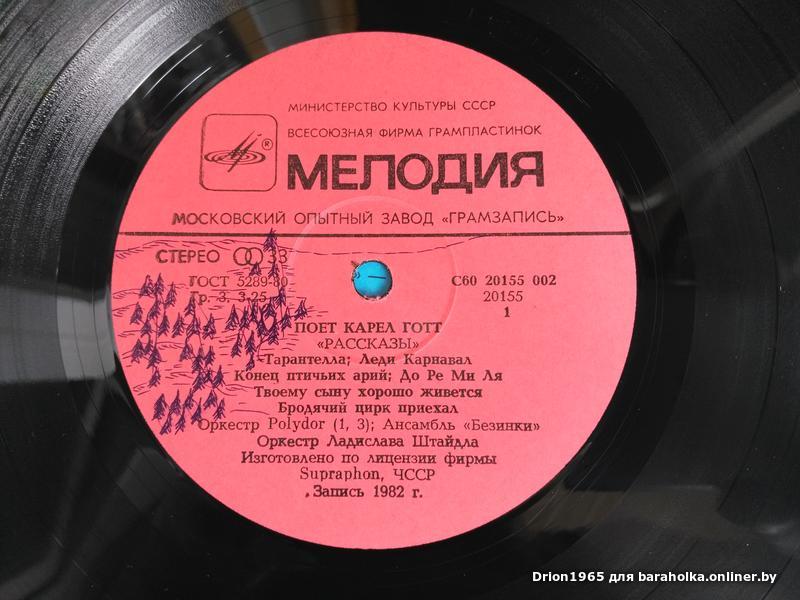 МИНИСТЕРСТВО КУЛЬТУРЫ СССР
ВСЕСОЮЗНАЯ ФИРМА ГРАМПЛАСТИНОК
®
МЕЛОДИЯ
МОСКОВСКИЙ ОПЫТНЫЙ ЗАВОД «ГРАМЗАПИСЬ»
СТЕРЕО 33
ГОСТ 5289-80 С60 20155 002
Гр. 3. 3-25 20155
1
ПОЕТ КАРЕЛ ГОТТ
«РАССКАЗЫ»
Тарантелла; Леди Карнавал
Конец птичьих арий; До Ре Ми Ля
Твоему сыну хорошо живется
Бродячий цирк приехал
Оркестр Polydor (1, 3); Ансамбль «Безинки»
Оркестр Ладислава Штайдла
Изготовлено по лицензии фирмы
Supraphon, ЧССР
Запись 1982 г.
Drion1965 для baraholka.onliner.by